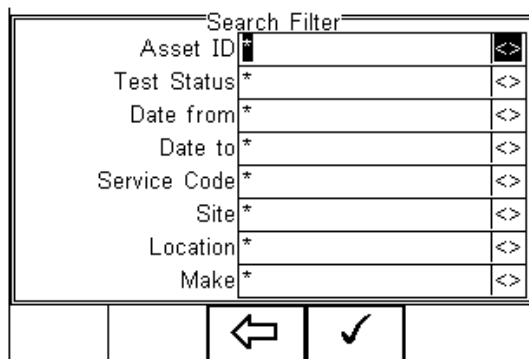 Search Filter
Asset ID * <>
Test Status * <>
Date from * <>
Date to * <>
Service Code * <>
Site * <>
Location * <>
Make * <>